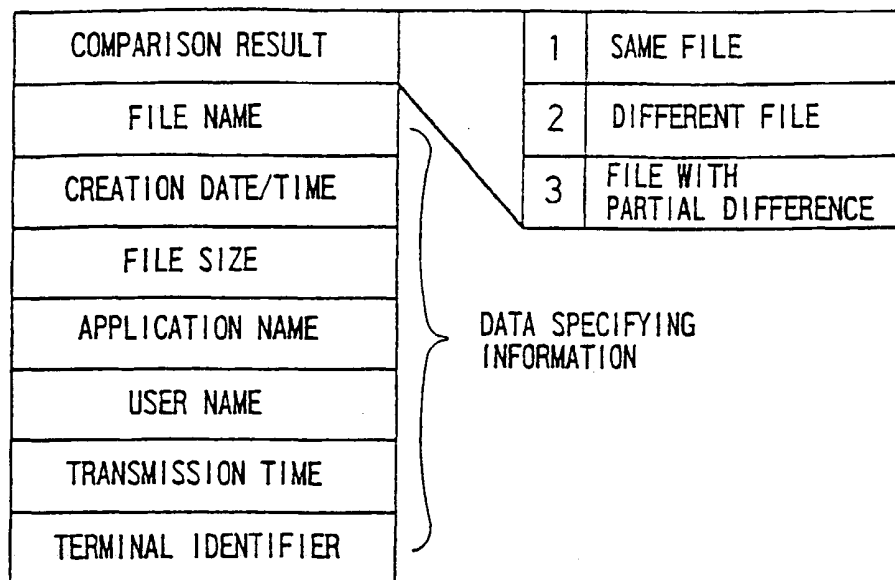 COMPARISON RESULT
FILE NAME
CREATION DATE/TIME
FILE SIZE
APPLICATION NAME
USER NAME
TRANSMISSION TIME
TERMINAL IDENTIFIER
1 SAME FILE
2 DIFFERENT FILE
3 FILE WITH
PARTIAL DIFFERENCE
DATA SPECIFYING
INFORMATION